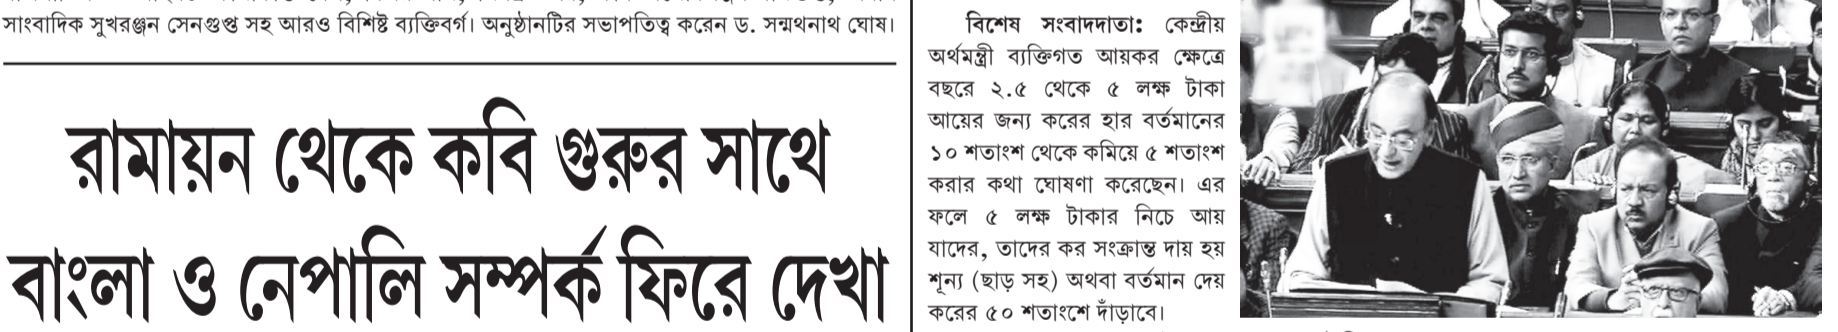 সাংবাদিক সুখরঞ্জন সেনগুপ্ত সহ আরও বিশিষ্ট ব্যক্তিবর্গ। অনুষ্ঠানটির সভাপতিত্ব করেন ড. সন্মথনাথ ঘোষ।
রামায়ন থেকে কবি গুরুর সাথে
বাংলা ও নেপালি সম্পর্ক ফিরে দেখা
বিশেষ সংবাদদাতা: কেন্দ্রীয়
অর্থমন্ত্রী ব্যক্তিগত আয়কর ক্ষেত্রে
বছরে ২.৫ থেকে ৫ লক্ষ টাকা
আয়ের জন্য করের হার বর্তমানের
১০ শতাংশ থেকে কমিয়ে ৫ শতাংশ
করার কথা ঘোষণা করেছেন। এর
ফলে ৫ লক্ষ টাকার নিচে আয়
যাদের, তাদের কর সংক্রান্ত দায় হয়
শূন্য (ছাড় সহ) অথবা বর্তমান দেয়
করের ৫০ শতাংশে দাঁড়াবে।